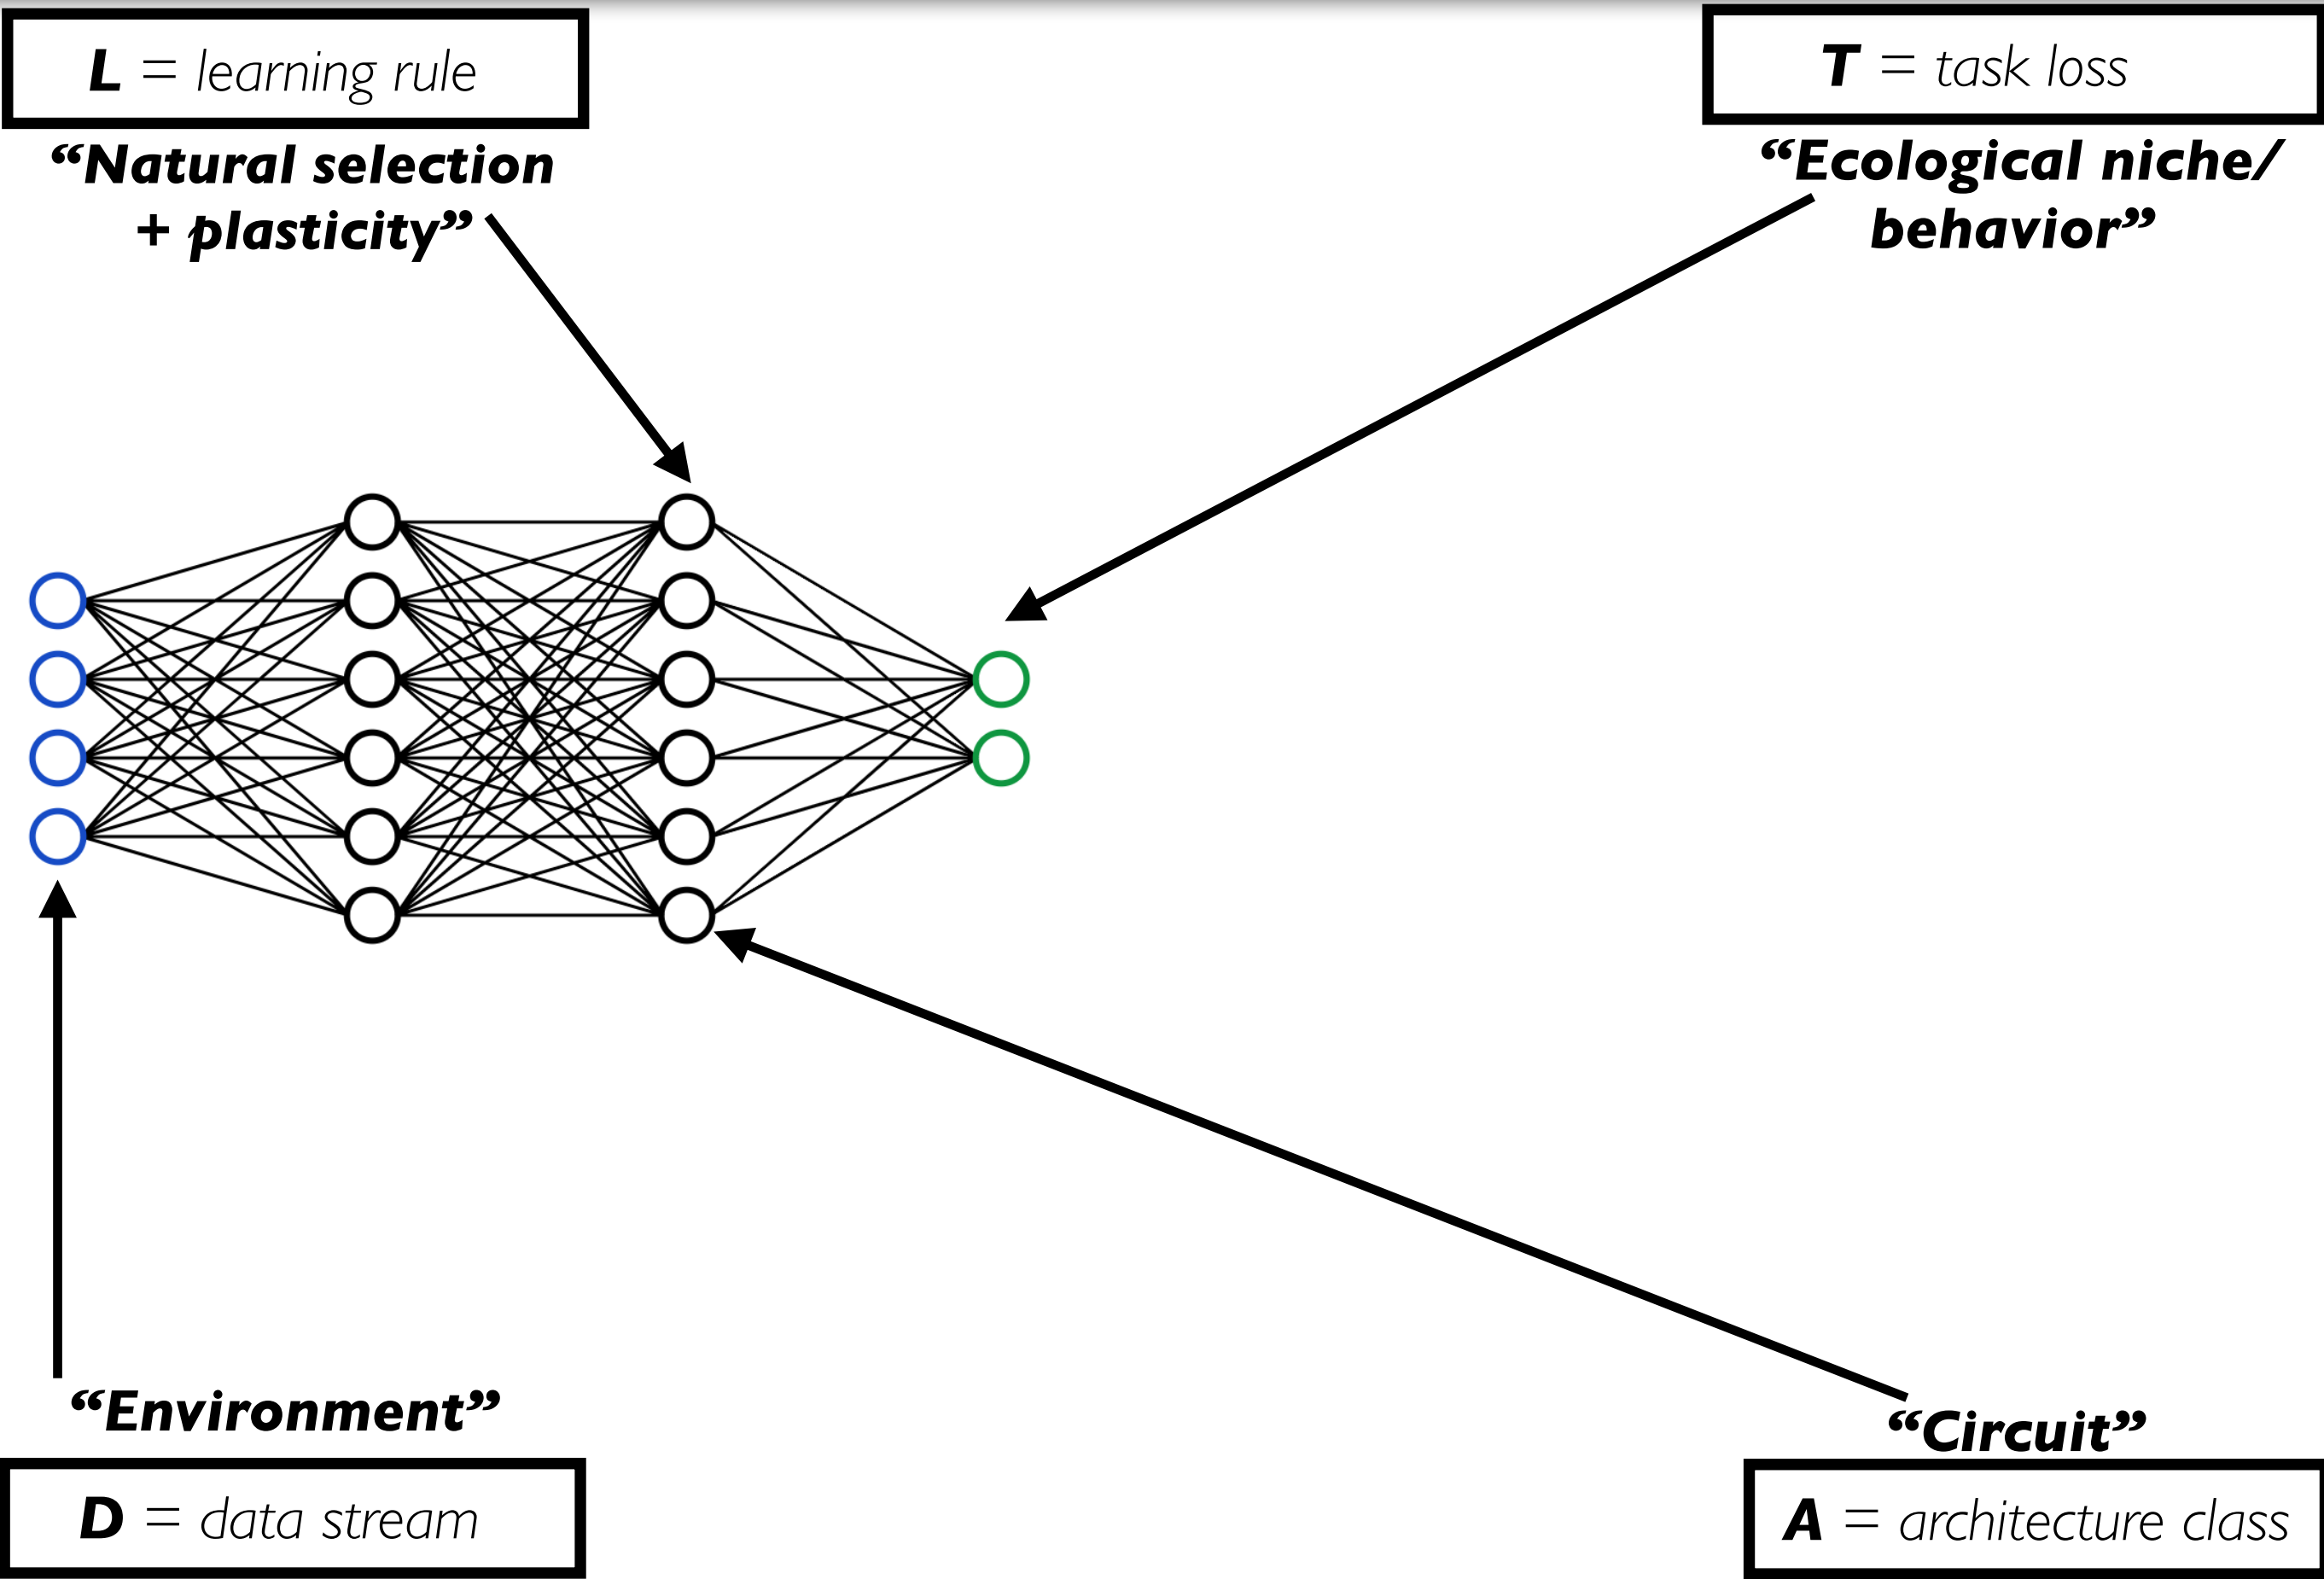 L = learning rule
“Natural selection
+ plasticity”
T = task loss
“Ecological niche/
behavior”
“Environment”
D = data stream
“Circuit”
A = architecture class